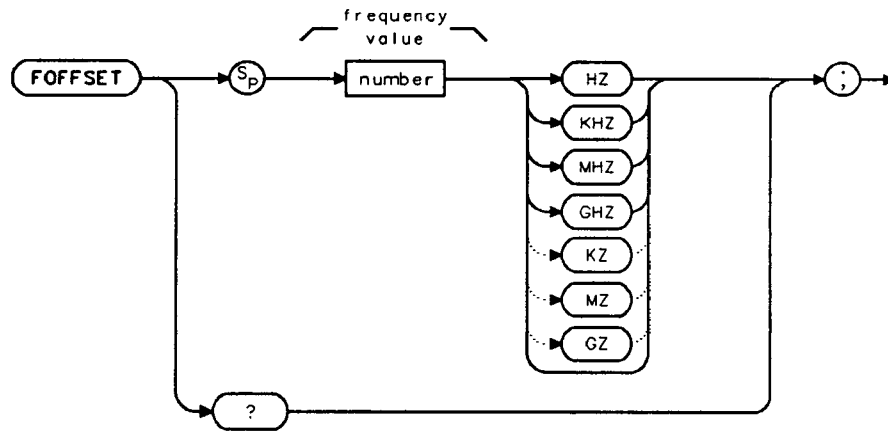 frequency
value
FOFFSET
SP
number
HZ
;
KHZ
MHZ
GHZ
KZ
MZ
GZ
?